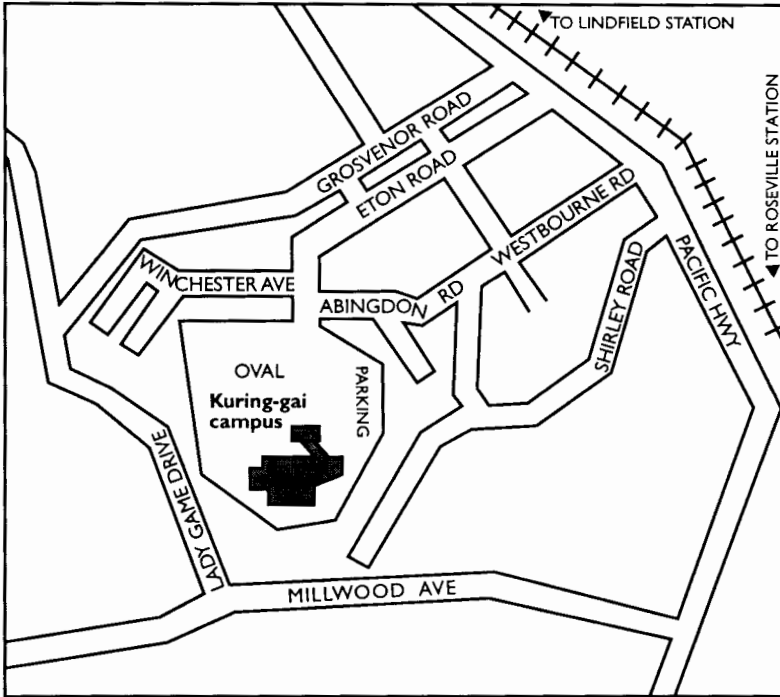 TO LINDFIELD STATION
TO ROSEVILLE STATION
GROSVENOR ROAD
ETON ROAD
WESTBOURNE RD
WINCHESTER AVE
ABINGDON RD
SHIRLEY ROAD
PACIFIC HWY
OVAL
PARKING
Kuring-gai
campus
LADY GAME DRIVE
MILLWOOD AVE